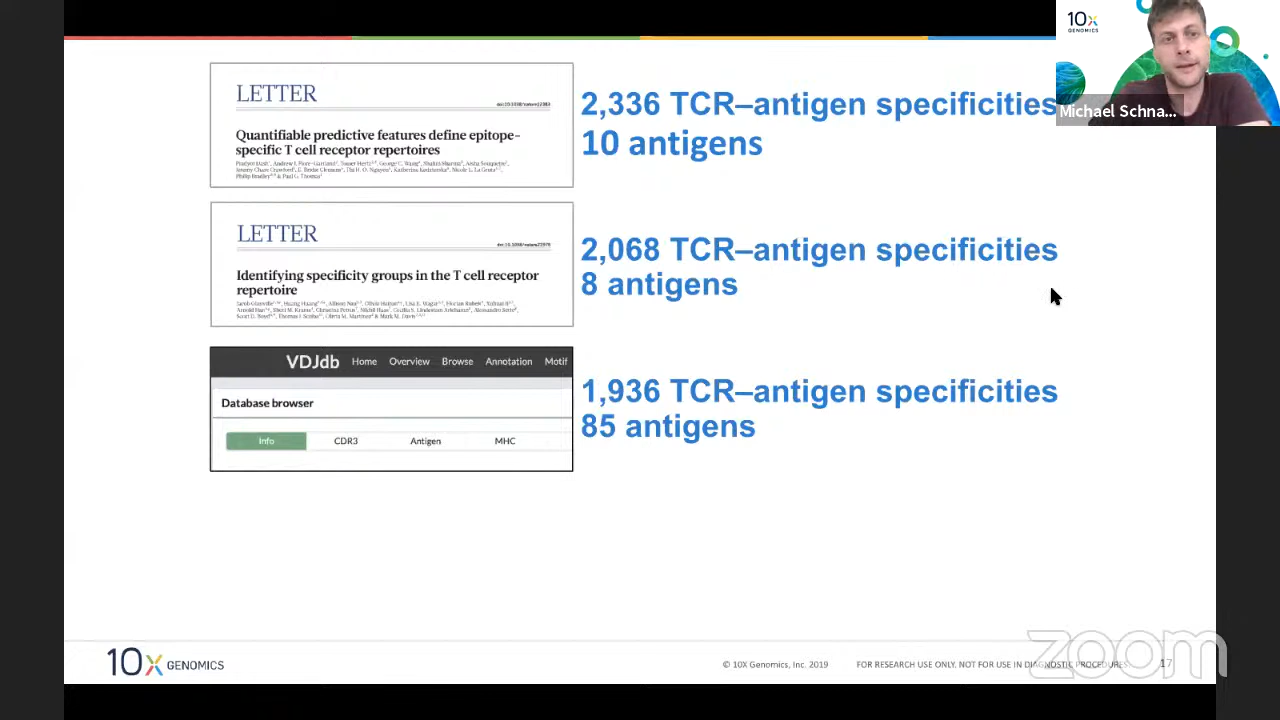 LETTER
Quantifiable predictive features define epitope-
specific T cell receptor repertoires
2,336 TCR–antigen specificities
10 antigens
LETTER
Identifying specificity groups in the T cell receptor
repertoire
2,068 TCR–antigen specificities
8 antigens
VDJdb Home Overview Browse Annotation Motif
Database browser
Info CDR3 Antigen MHC
1,936 TCR–antigen specificities
85 antigens
10x GENOMICS
© 10X Genomics, Inc. 2019 FOR RESEARCH USE ONLY. NOT FOR USE IN DIAGNOSTIC PROCEDURES. 17
zoom
10x
GENOMICS
Michael Schna...